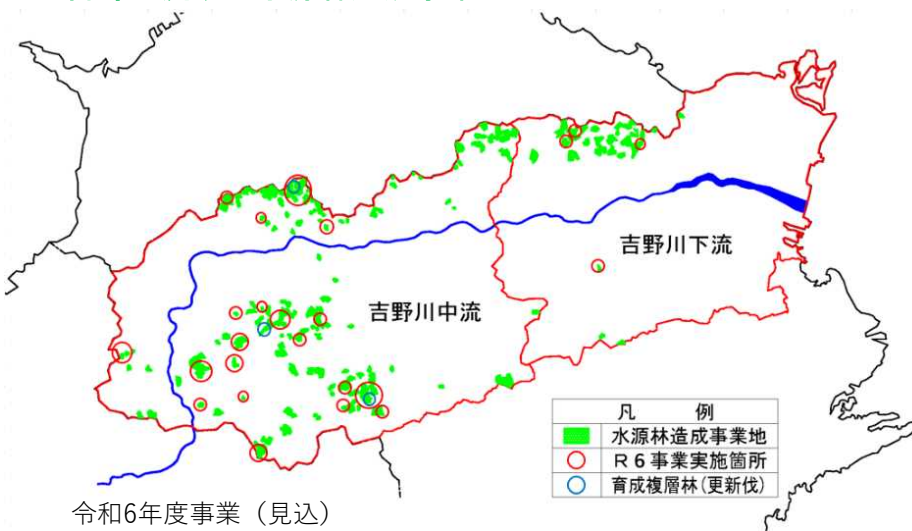 吉野川下流
吉野川中流
凡 例
水源林造成事業地
R6事業実施箇所
育成複層林(更新伐)
令和6年度事業（見込）